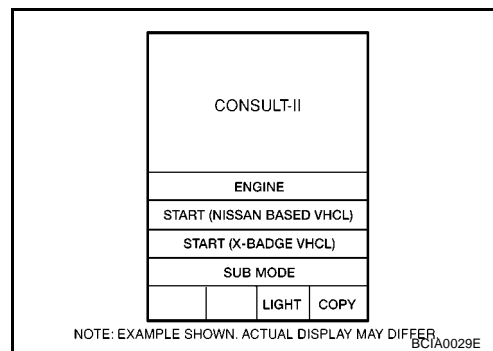 CONSULT-II
ENGINE
START (NISSAN BASED VHCL)
START (X-BADGE VHCL)
SUB MODE
LIGHT COPY
NOTE: EXAMPLE SHOWN. ACTUAL DISPLAY MAY DIFFER.
BCIA0029E